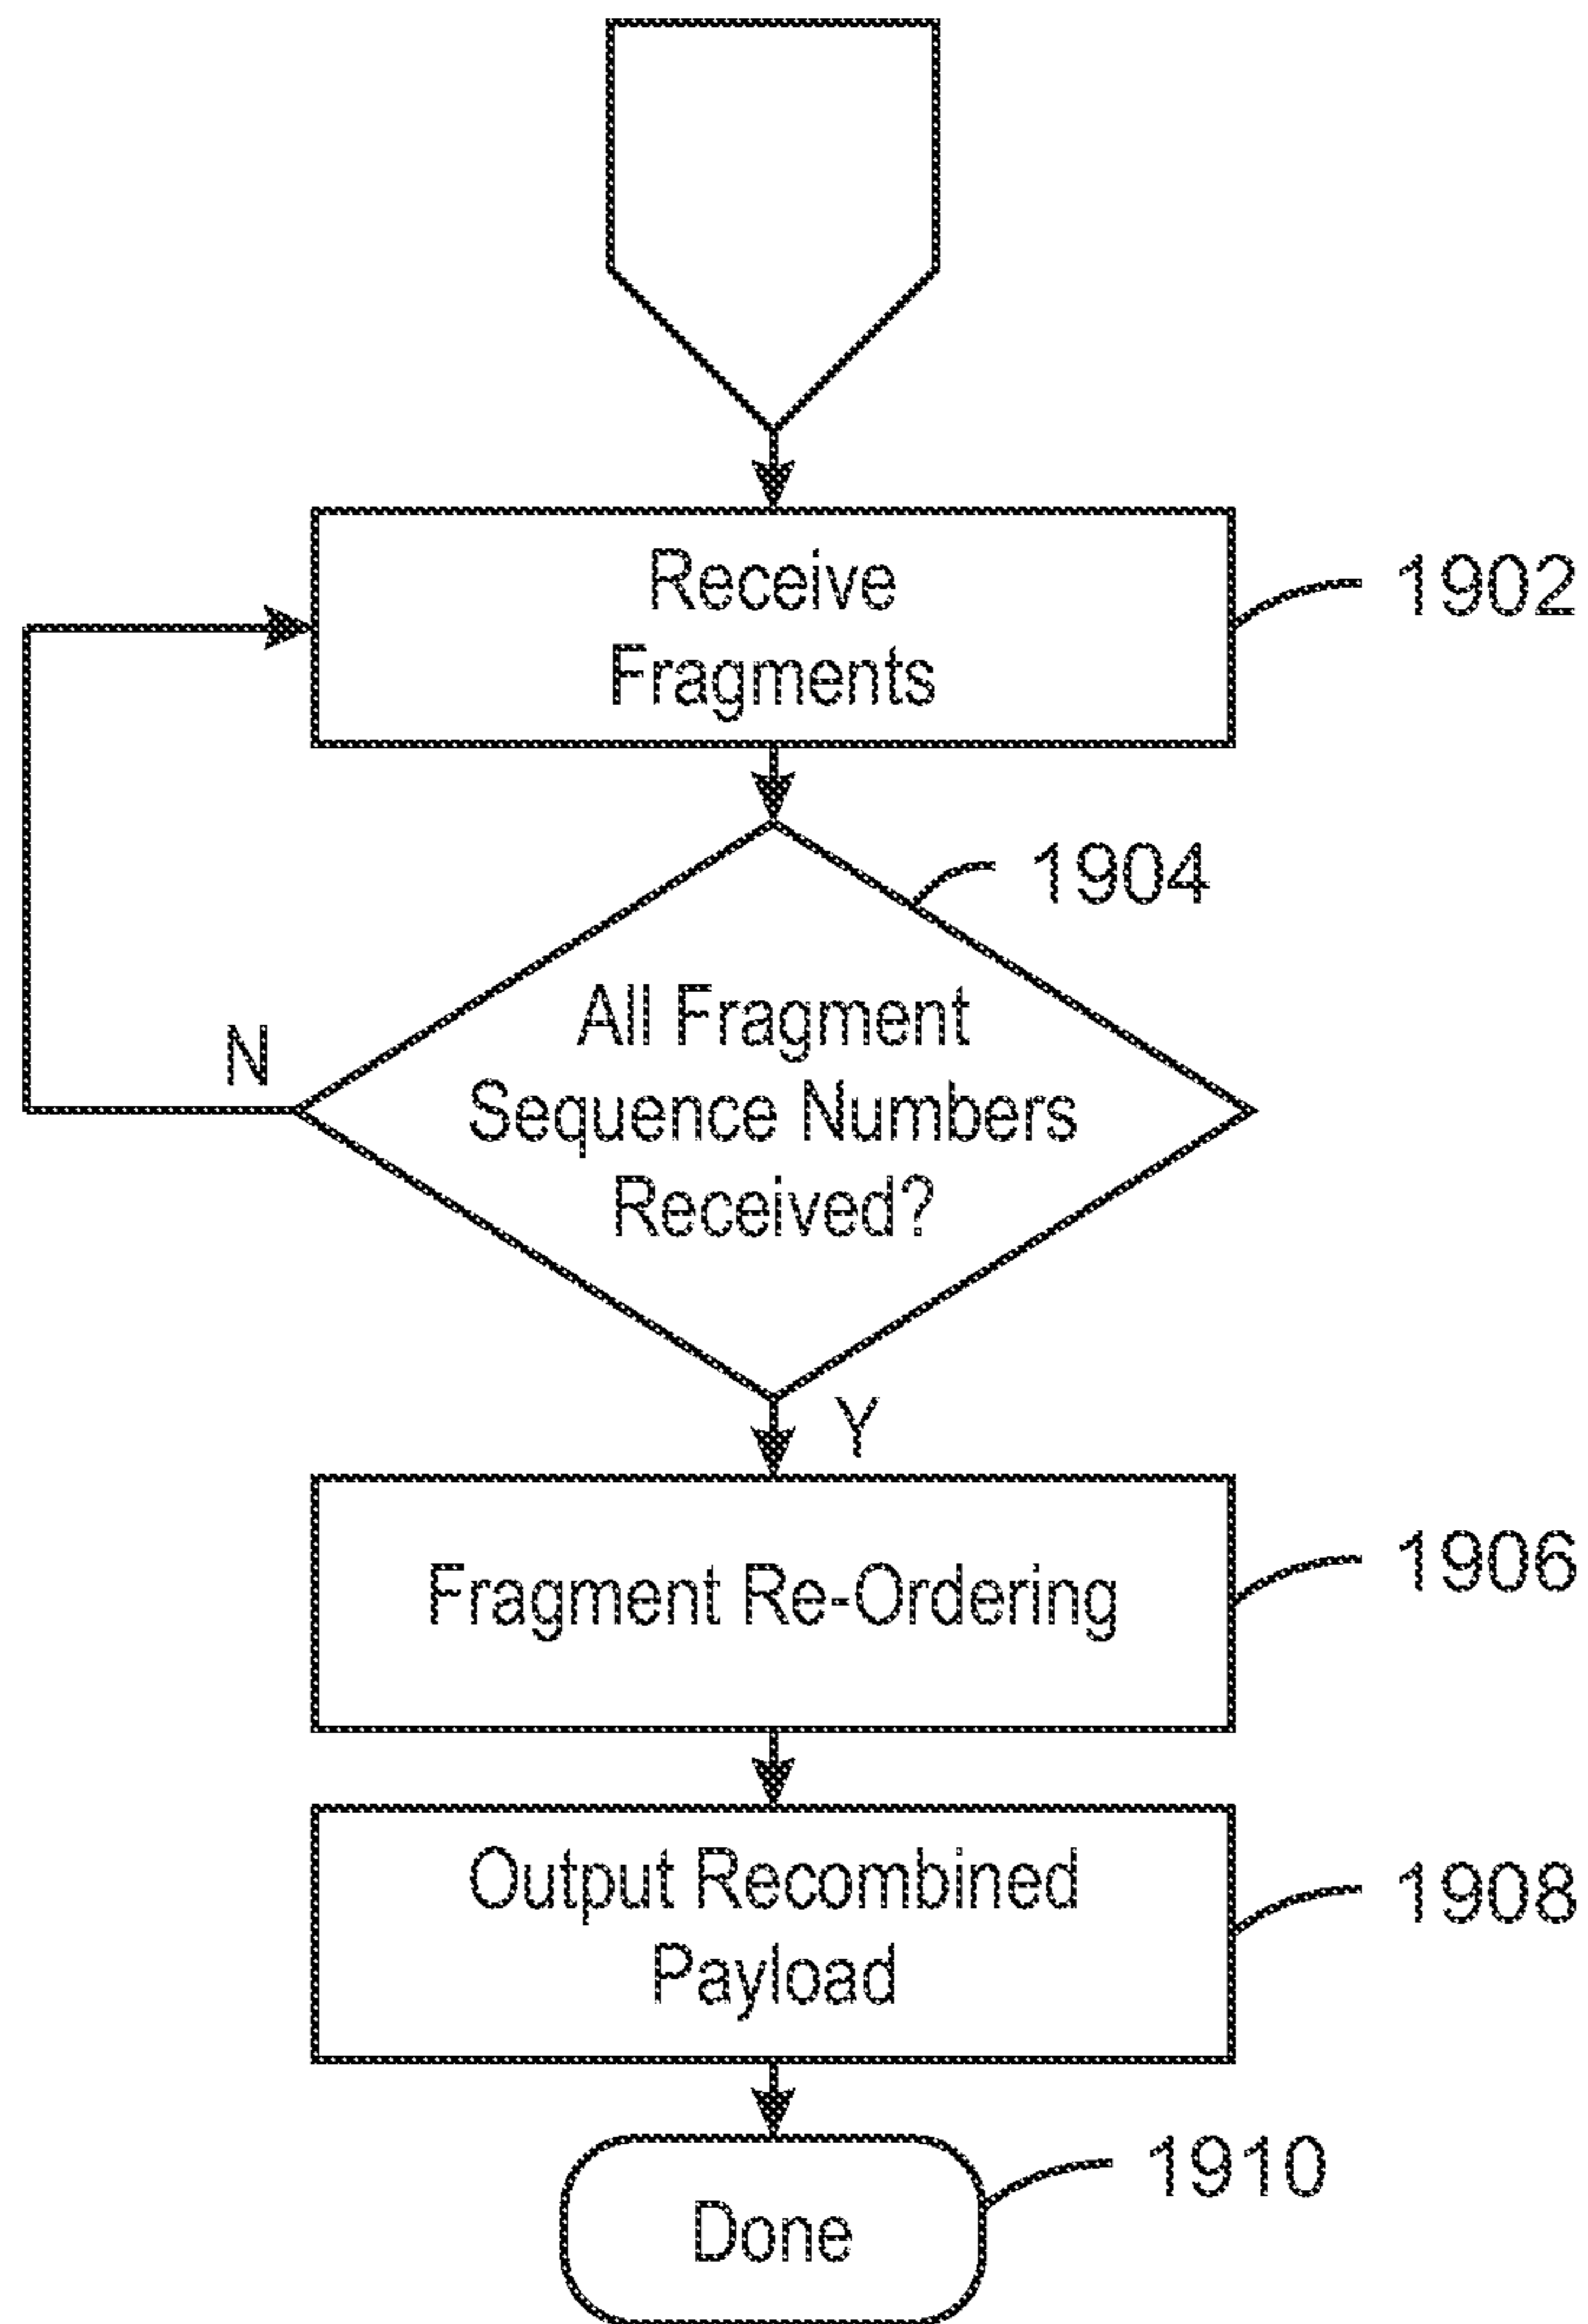 Receive
Fragments
1902
1904
All Fragment
Sequence Numbers
Received?
N
Y
Fragment Re-Ordering
1906
Output Recombined
Payload
1908
Done
1910